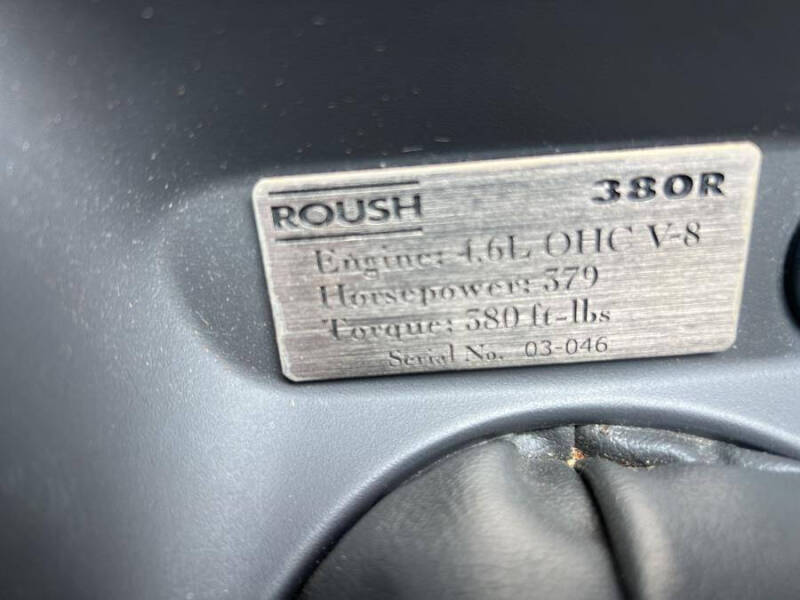 ROUSH 380R
Engine: 4.6L OHC V-8
Horsepower: 379
Torque: 380 ft-lbs
Serial No. 03-046